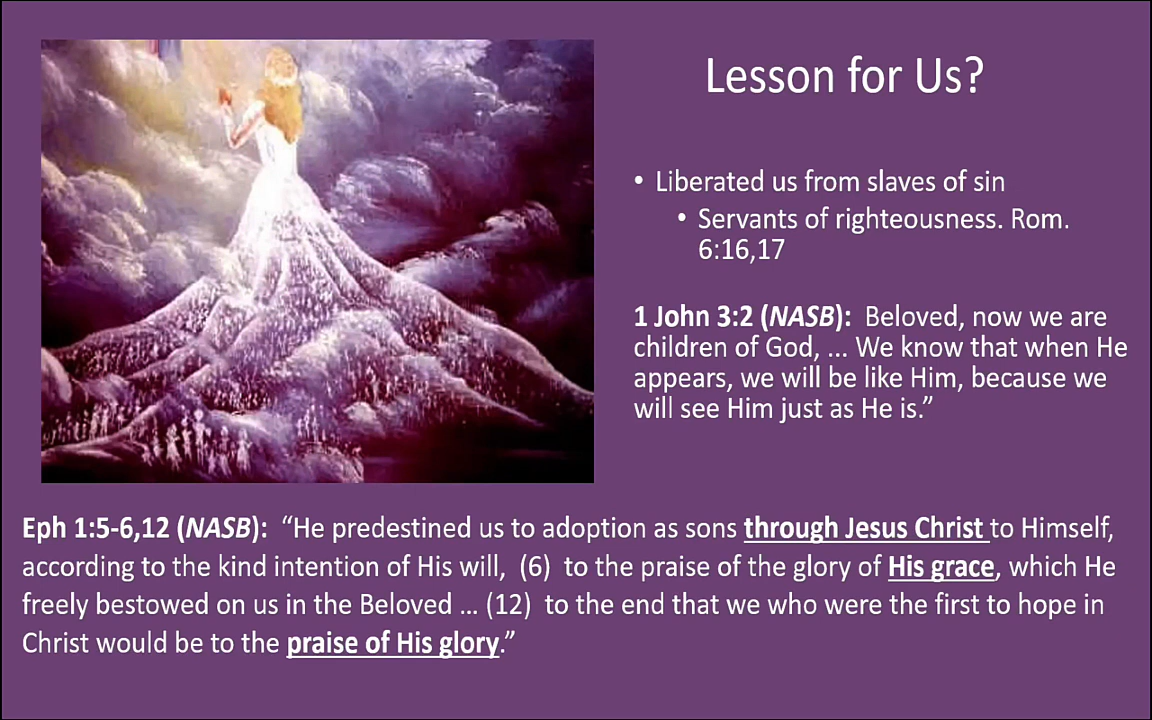 Lesson for Us?
• Liberated us from slaves of sin
• Servants of righteousness. Rom.
6:16,17
1 John 3:2 (NASB): Beloved, now we are
children of God, ... We know that when He
appears, we will be like Him, because we
will see Him just as He is.”
Eph 1:5-6,12 (NASB): “He predestined us to adoption as sons through Jesus Christ to Himself,
according to the kind intention of His will, (6) to the praise of the glory of His grace, which He
freely bestowed on us in the Beloved ... (12) to the end that we who were the first to hope in
Christ would be to the praise of His glory.”